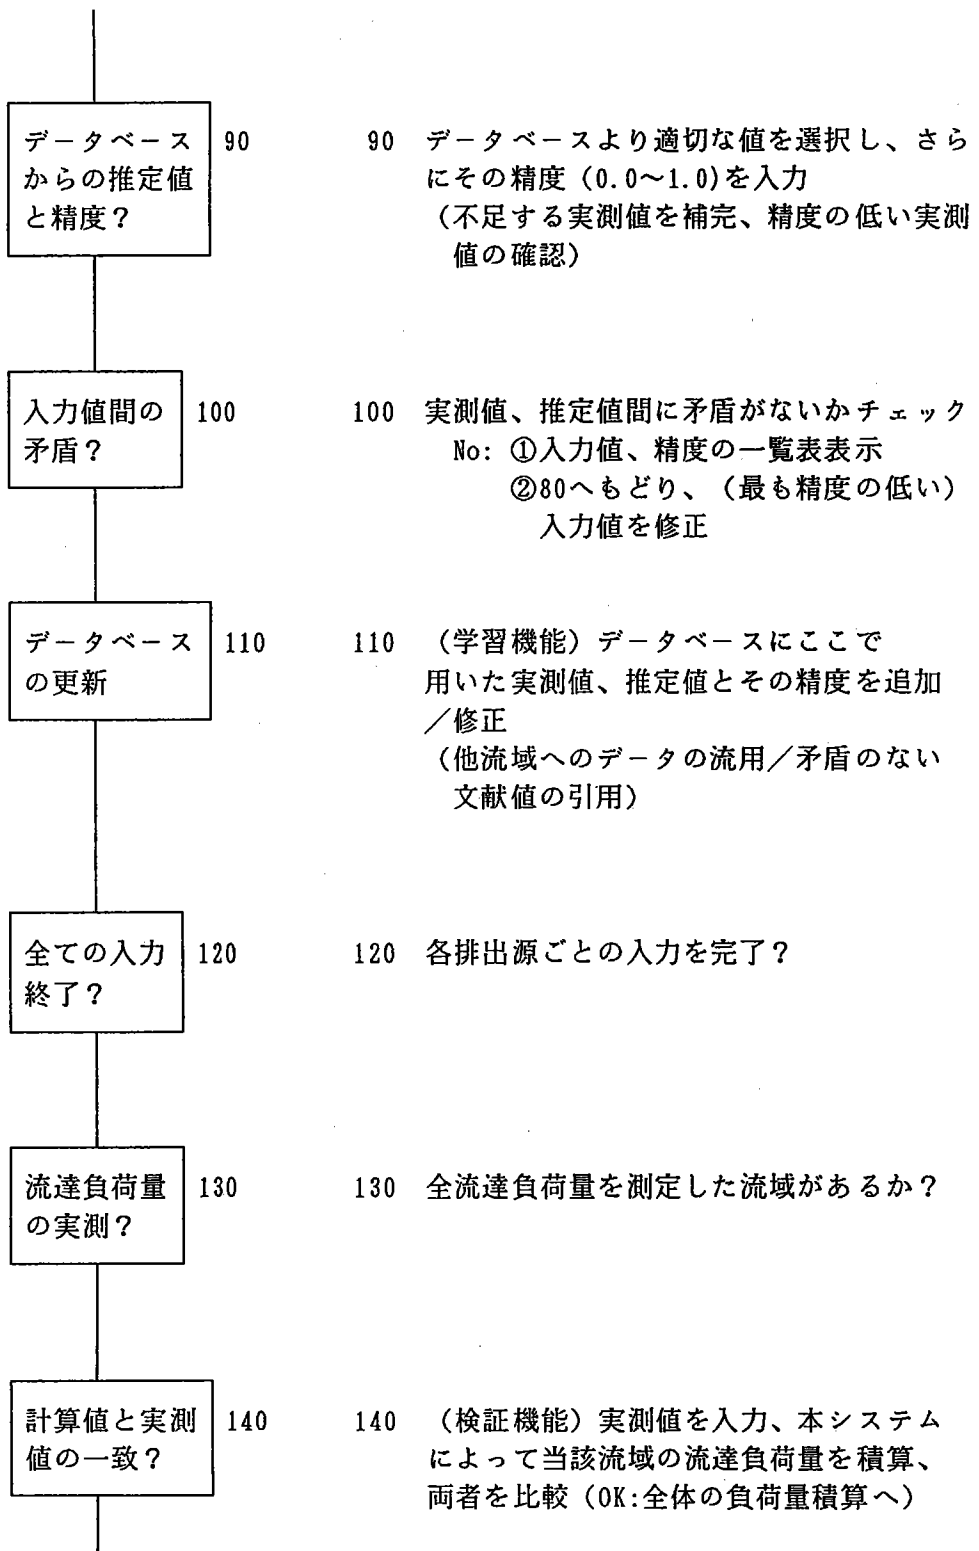 データベース
からの推定値
と精度?
90
90 データベースより適切な値を選択し、さら
にその精度(0.0~1.0)を入力
(不足する実測値を補完、精度の低い実測
値の確認)
入力値間の
矛盾?
100
100 実測値、推定値間に矛盾がないかチェック
No: ①入力値、精度の一覧表表示
②80へもどり、(最も精度の低い)
入力値を修正
データベース
の更新
110
110 (学習機能)データベースにここで
用いた実測値、推定値とその精度を追加
/修正
(他流域へのデータの流用/矛盾のない
文献値の引用)
全ての入力
終了?
120
120 各排出源ごとの入力を完了?
流達負荷量
の実測?
130
130 全流達負荷量を測定した流域があるか?
計算値と実測
値の一致?
140
140 (検証機能)実測値を入力、本システム
によって当該流域の流達負荷量を積算、
両者を比較(OK:全体の負荷量積算へ)